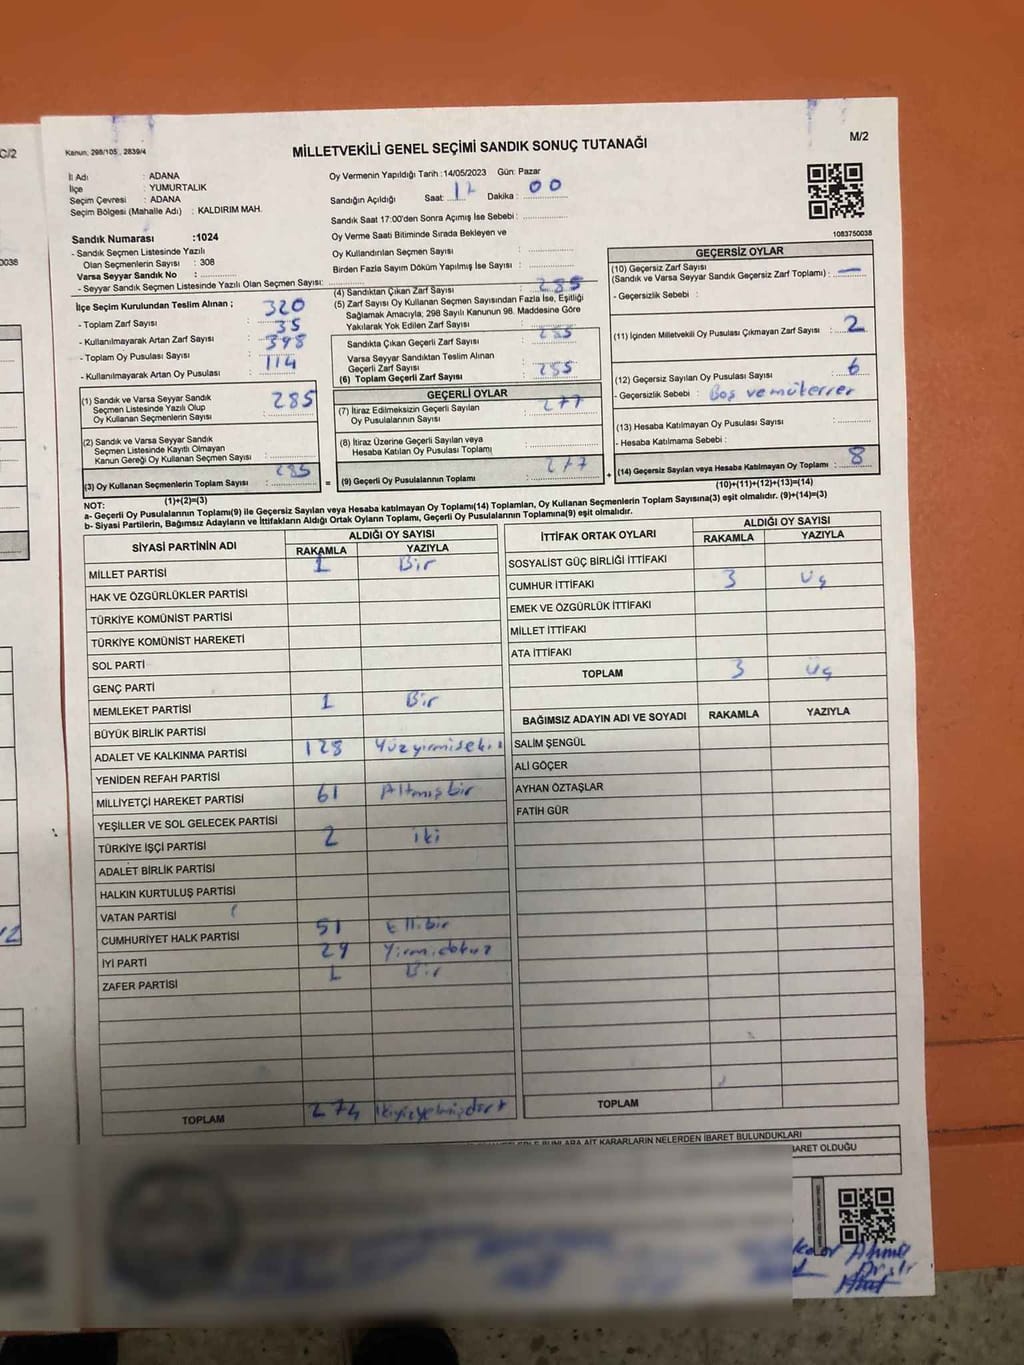 C/2
0038
Kanun, 298/105 , 2839/4
MİLLETVEKİLİ GENEL SEÇİMİ SANDIK SONUÇ TUTANAĞI
M/2
İl Adı : ADANA
İlçe : YUMURTALIK
Seçim Çevresi : ADANA
Seçim Bölgesi (Mahalle Adı) : KALDIRIM MAH.
Sandık Numarası :1024
- Sandık Seçmen Listesinde Yazılı
Olan Seçmenlerin Sayısı : 308
Varsa Seyyar Sandık No :
- Seyyar Sandık Seçmen Listesinde Yazılı Olan Seçmen Sayısı:
İlçe Seçim Kurulundan Teslim Alınan ;
- Toplam Zarf Sayısı : 320
- Kullanılmayarak Artan Zarf Sayısı : 35
- Toplam Oy Pusulası Sayısı : 398
- Kullanılmayarak Artan Oy Pusulası : 114
(1) Sandık ve Varsa Seyyar Sandık
Seçmen Listesinde Yazılı Olup
Oy Kullanan Seçmenlerin Sayısı : 285
(2) Sandık ve Varsa Seyyar Sandık
Seçmen Listesinde Kayıtlı Olmayan
Kanun Gereği Oy Kullanan Seçmen Sayısı :
(3) Oy Kullanan Seçmenlerin Toplam Sayısı : 285
(1)+(2)=(3)
Oy Vermenin Yapıldığı Tarih :14/05/2023 Gün: Pazar
Sandığın Açıldığı Saat: Dakika : 00
Sandık Saat 17:00'den Sonra Açımış İse Sebebi :
Oy Verme Saati Bitiminde Sırada Bekleyen ve
Oy Kullandırılan Seçmen Sayısı :
Birden Fazla Sayım Döküm Yapılmış İse Sayısı :
(4) Sandıktan Çıkan Zarf Sayısı : 285
(5) Zarf Sayısı Oy Kullanan Seçmen Sayısından Fazla İse, Eşitliği
Sağlamak Amacıyla, 298 Sayılı Kanunun 98. Maddesine Göre
Yakılarak Yok Edilen Zarf Sayısı :
Sandıkta Çıkan Geçerli Zarf Sayısı : 285
Varsa Seyyar Sandıktan Teslim Alınan
Geçerli Zarf Sayısı :
(6) Toplam Geçerli Zarf Sayısı : 285
GEÇERLİ OYLAR
(7) İtiraz Edilmeksizin Geçerli Sayılan
Oy Pusulalarının Sayısı : 277
(8) İtiraz Üzerine Geçerli Sayılan veya
Hesaba Katılan Oy Pusulası Toplamı :
= (9) Geçerli Oy Pusulalarının Toplamı : 277 +
1083750038
GEÇERSİZ OYLAR
(10) Geçersiz Zarf Sayısı
(Sandık ve Varsa Seyyar Sandık Geçersiz Zarf Toplamı) : —
- Geçersizlik Sebebi :
(11) İçinden Milletvekili Oy Pusulası Çıkmayan Zarf Sayısı : 2
(12) Geçersiz Sayılan Oy Pusulası Sayısı : 6
- Geçersizlik Sebebi : Boş ve mükerrer
(13) Hesaba Katılmayan Oy Pusulası Sayısı :
- Hesaba Katılmama Sebebi :
(14) Geçersiz Sayılan veya Hesaba Katılmayan Oy Toplamı : 8
(10)+(11)+(12)+(13)=(14)
NOT:
a- Geçerli Oy Pusulalarının Toplamı(9) ile Geçersiz Sayılan veya Hesaba katılmayan Oy Toplamı(14) Toplamları, Oy Kullanan Seçmenlerin Toplam Sayısına(3) eşit olmalıdır. (9)+(14)=(3)
b- Siyasi Partilerin, Bağımsız Adayların ve İttifakların Aldığı Ortak Oyların Toplamı, Geçerli Oy Pusulalarının Toplamına(9) eşit olmalıdır.
SİYASİ PARTİNİN ADI ALDIĞI OY SAYISI
RAKAMLA YAZIYLA
MİLLET PARTİSİ 1 Bir
HAK VE ÖZGÜRLÜKLER PARTİSİ
TÜRKİYE KOMÜNİST PARTİSİ
TÜRKİYE KOMÜNİST HAREKETİ
SOL PARTİ
GENÇ PARTİ
MEMLEKET PARTİSİ 1 Bir
BÜYÜK BİRLİK PARTİSİ
ADALET VE KALKINMA PARTİSİ 128 Yüzyirmisekiz
YENİDEN REFAH PARTİSİ
MİLLİYETÇİ HAREKET PARTİSİ 61 Altmışbir
YEŞİLLER VE SOL GELECEK PARTİSİ
TÜRKİYE İŞÇİ PARTİSİ 2 iki
ADALET BİRLİK PARTİSİ
HALKIN KURTULUŞ PARTİSİ
VATAN PARTİSİ
CUMHURİYET HALK PARTİSİ 51 Ellibir
İYİ PARTİ 29 Yirmidokuz
ZAFER PARTİSİ 1 Bir
TOPLAM 274 ikiyüzyetmişdört
İTTİFAK ORTAK OYLARI ALDIĞI OY SAYISI
RAKAMLA YAZIYLA
SOSYALİST GÜÇ BİRLİĞİ İTTİFAKI
CUMHUR İTTİFAKI 3 Üç
EMEK VE ÖZGÜRLÜK İTTİFAKI
MİLLET İTTİFAKI
ATA İTTİFAKI
TOPLAM 3 Üç
BAĞIMSIZ ADAYIN ADI VE SOYADI RAKAMLA YAZIYLA
SALİM ŞENGÜL
ALİ GÖÇER
AYHAN ÖZTAŞLAR
FATİH GÜR
TOPLAM
BUNLARA AİT KARARLARIN NELERDEN İBARET BULUNDUKLARI
BARET OLDUĞU